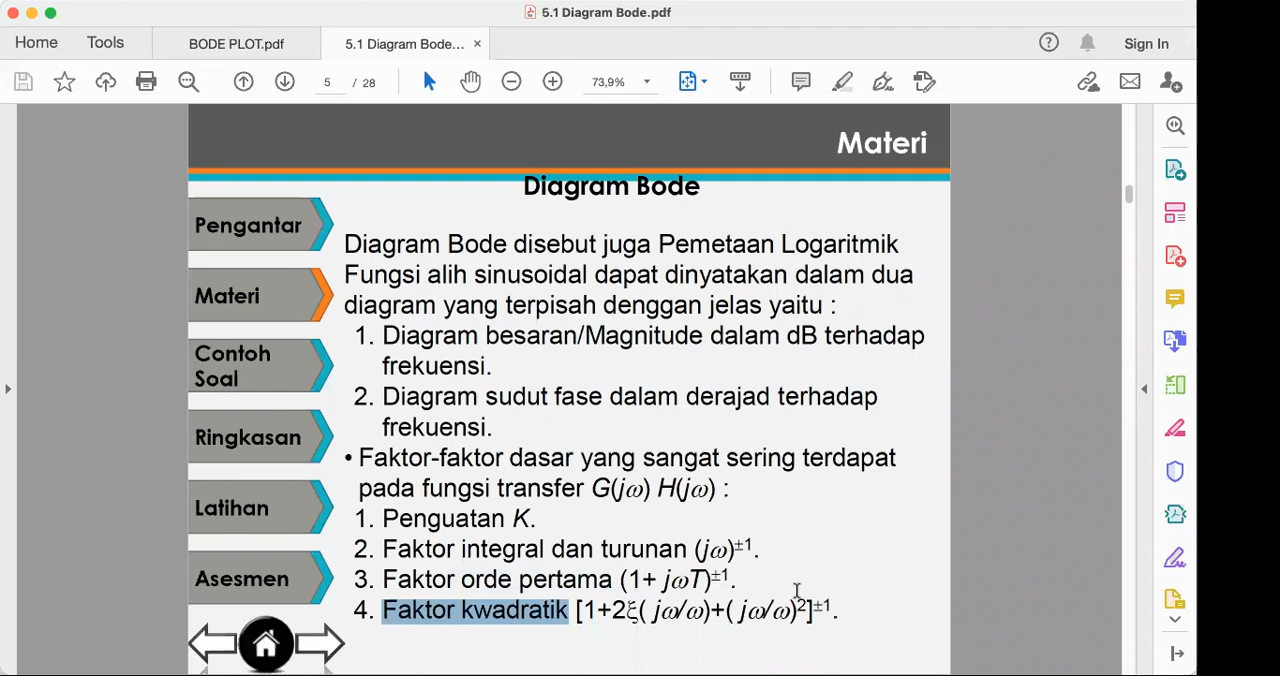 5.1 Diagram Bode.pdf
Home Tools BODE PLOT.pdf 5.1 Diagram Bode... × Sign In
5 / 28 73,9%
Materi
Diagram Bode
Pengantar
Materi
Contoh
Soal
Ringkasan
Latihan
Asesmen
Diagram Bode disebut juga Pemetaan Logaritmik
Fungsi alih sinusoidal dapat dinyatakan dalam dua
diagram yang terpisah denggan jelas yaitu :
1. Diagram besaran/Magnitude dalam dB terhadap
frekuensi.
2. Diagram sudut fase dalam derajad terhadap
frekuensi.
• Faktor-faktor dasar yang sangat sering terdapat
pada fungsi transfer G(jω) H(jω) :
1. Penguatan K.
2. Faktor integral dan turunan (jω)±1.
3. Faktor orde pertama (1+ jωT)±1.
4. Faktor kwadratik [1+2ξ( jω/ω)+( jω/ω)2]±1.